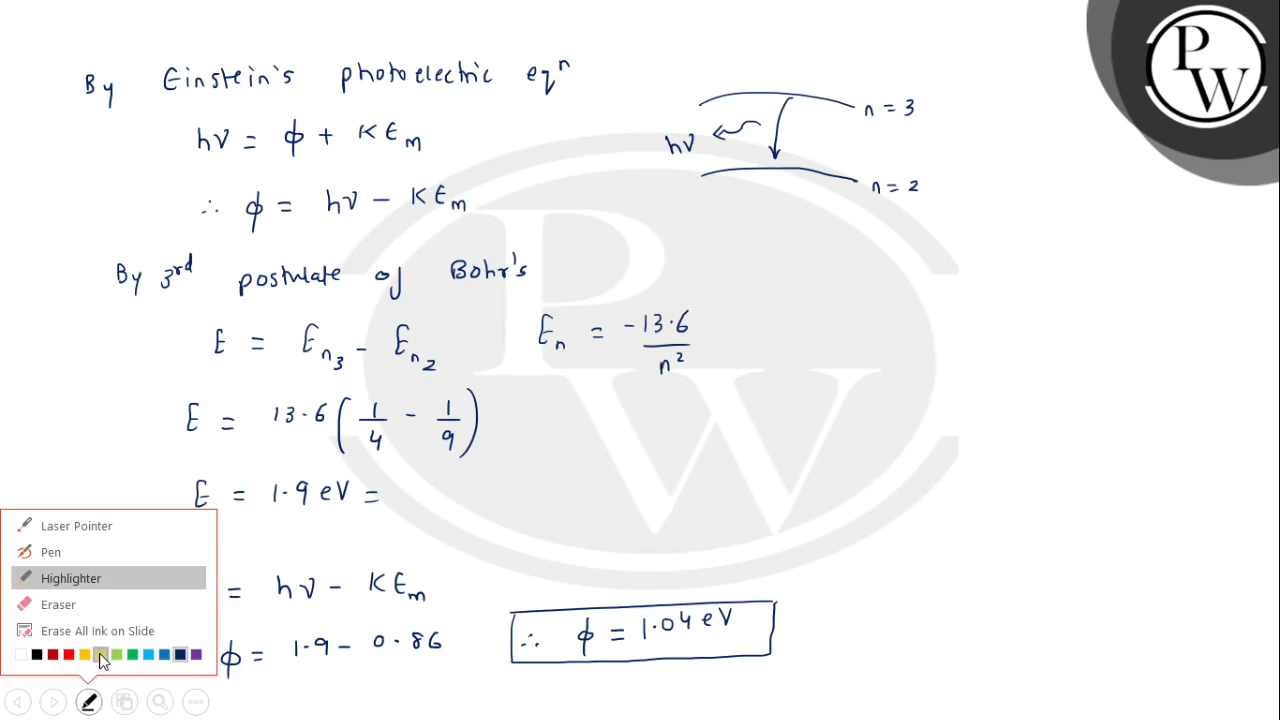 By Einstein's photoelectric eqⁿ
hν = ϕ + KEₘ
∴ ϕ = hν − KEₘ
n = 3
hν
n = 2
By 3rd postulate of Bohr's
E = Eₙ₃ − Eₙ₂
Eₙ = −13.6 / n²
E = 13.6 (1/4 − 1/9)
E = 1.9 eV =
= hν − KEₘ
ϕ = 1.9 − 0.86
∴ ϕ = 1.04 eV
Laser Pointer
Pen
Highlighter
Eraser
Erase All Ink on Slide
P
W
PW